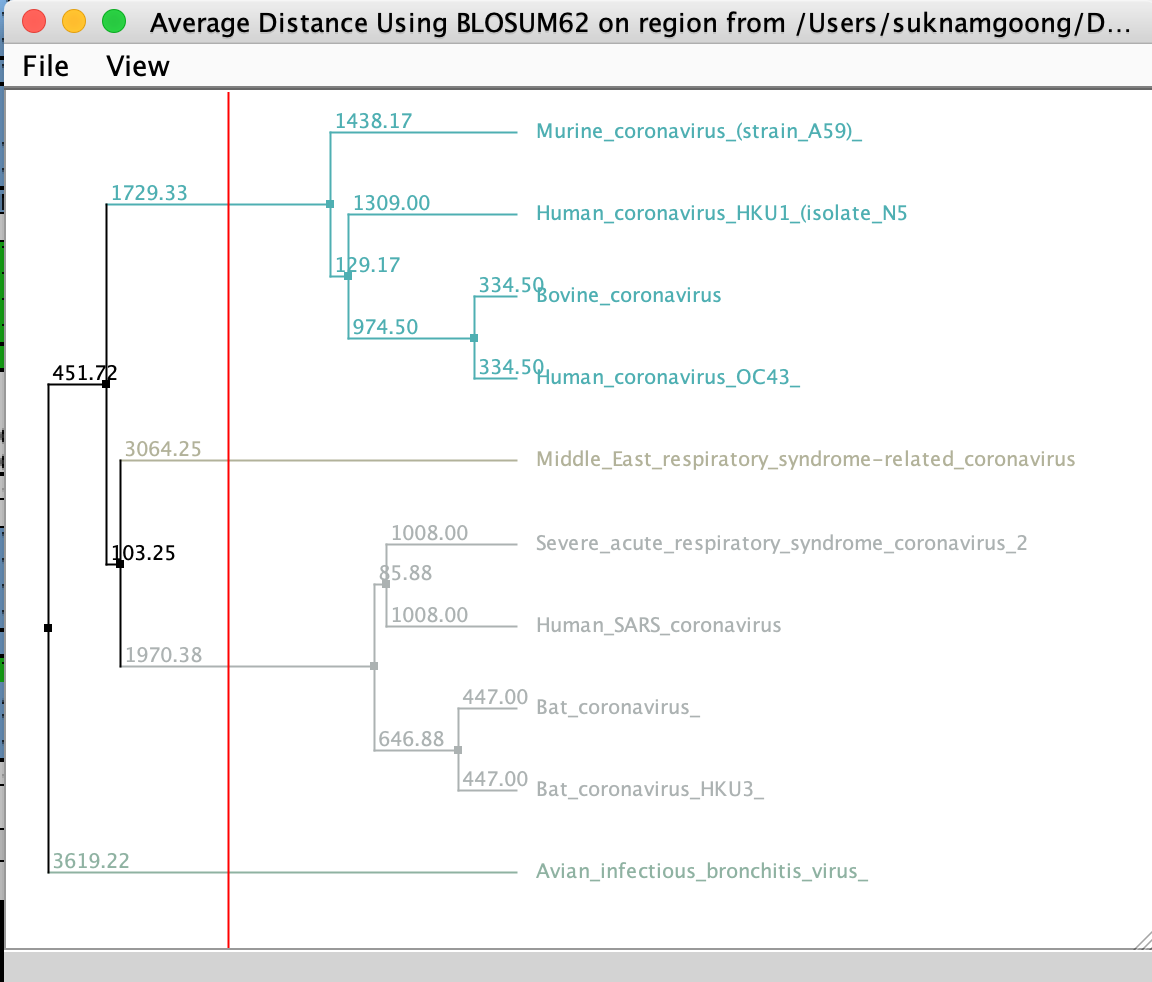 Average Distance Using BLOSUM62 on region from /Users/suknamgoong/D...
File View
1438.17
Murine_coronavirus_(strain_A59)_
1729.33
1309.00
Human_coronavirus_HKU1_(isolate_N5
129.17
334.50
Bovine_coronavirus
974.50
334.50
Human_coronavirus_OC43_
451.72
3064.25
Middle_East_respiratory_syndrome-related_coronavirus
1008.00
Severe_acute_respiratory_syndrome_coronavirus_2
103.25
85.88
1008.00
Human_SARS_coronavirus
1970.38
447.00
Bat_coronavirus_
646.88
447.00
Bat_coronavirus_HKU3_
3619.22
Avian_infectious_bronchitis_virus_